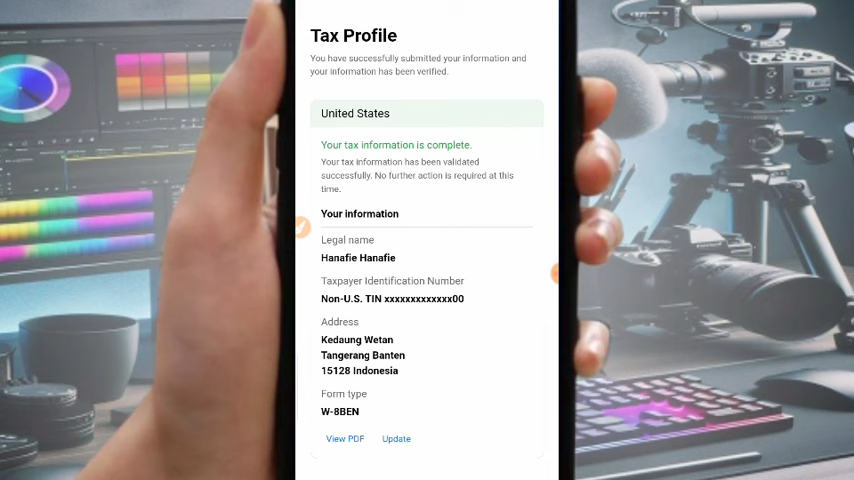 Tax Profile
You have successfully submitted your information and
your information has been verified.
United States
Your tax information is complete.
Your tax information has been validated
successfully. No further action is required at this
time.
Your information
Legal name
Hanafie Hanafie
Taxpayer Identification Number
Non-U.S. TIN xxxxxxxxxxxxx00
Address
Kedaung Wetan
Tangerang Banten
15128 Indonesia
Form type
W-8BEN
View PDF
Update